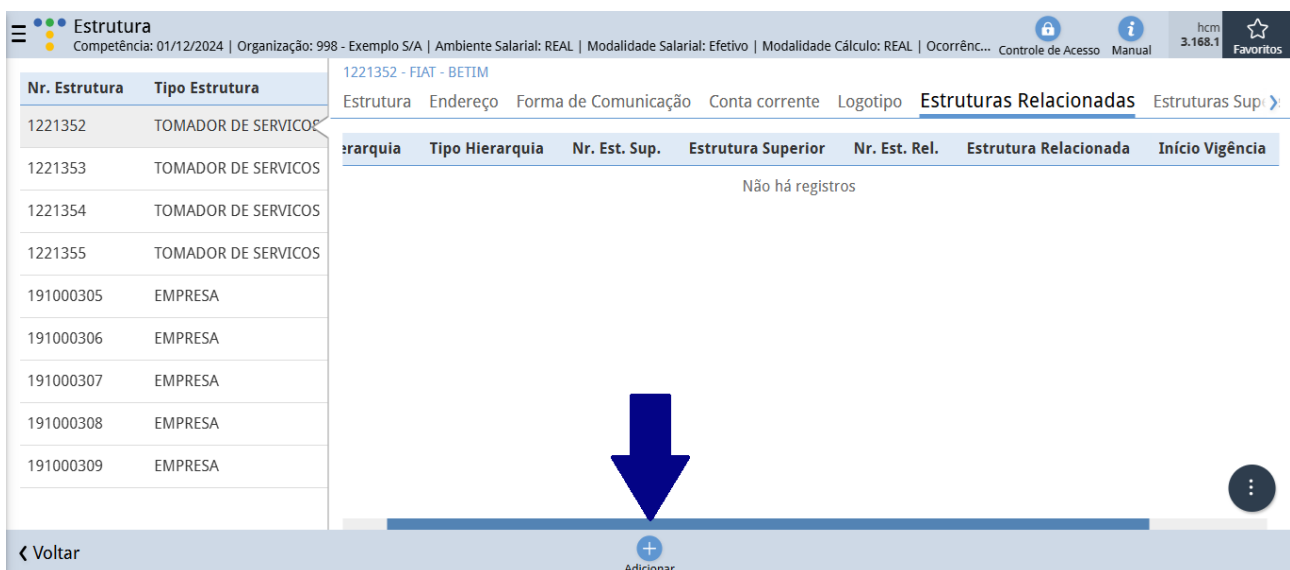 Estrutura
Competência: 01/12/2024 | Organização: 998 - Exemplo S/A | Ambiente Salarial: REAL | Modalidade Salarial: Efetivo | Modalidade Cálculo: REAL | Ocorrênc...
Controle de Acesso
Manual
hcm
3.168.1
Favoritos
Nr. Estrutura Tipo Estrutura
1221352 TOMADOR DE SERVICOS
1221353 TOMADOR DE SERVICOS
1221354 TOMADOR DE SERVICOS
1221355 TOMADOR DE SERVICOS
191000305 EMPRESA
191000306 EMPRESA
191000307 EMPRESA
191000308 EMPRESA
191000309 EMPRESA
1221352 - FIAT - BETIM
Estrutura Endereço Forma de Comunicação Conta corrente Logotipo Estruturas Relacionadas Estruturas Sup
erarquia Tipo Hierarquia Nr. Est. Sup. Estrutura Superior Nr. Est. Rel. Estrutura Relacionada Início Vigência
Não há registros
Voltar
Adicionar